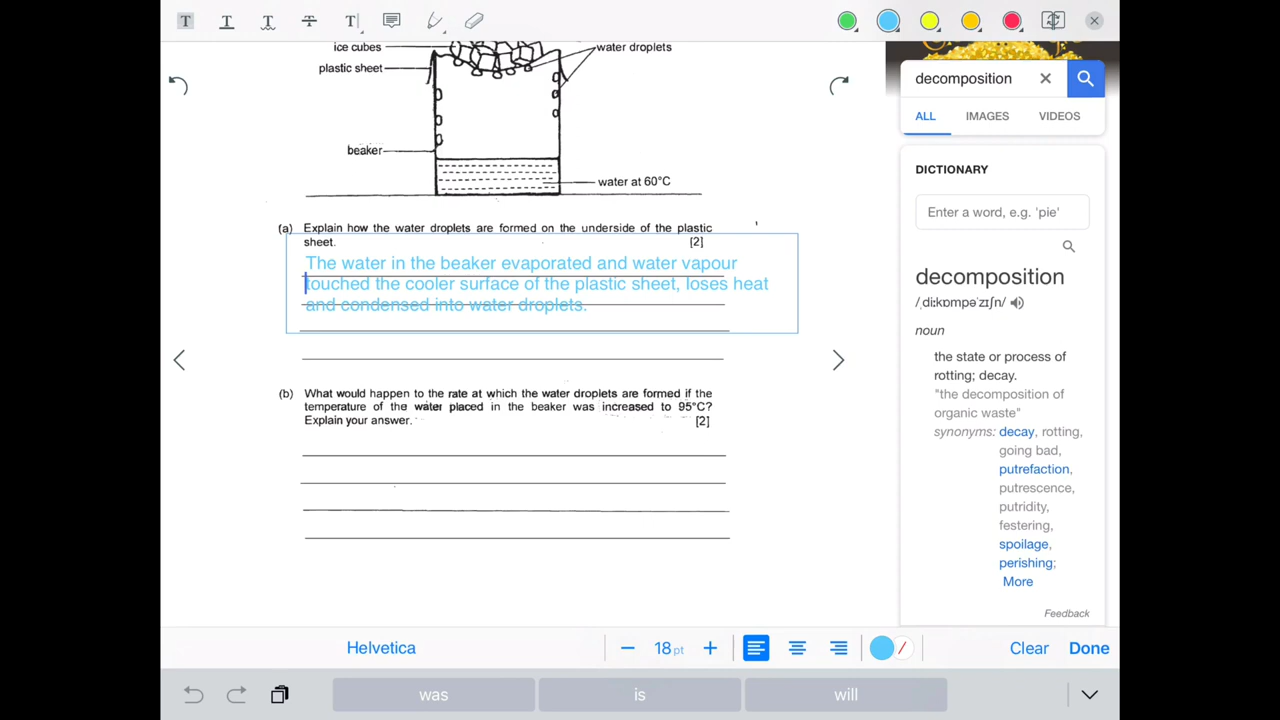 T T T T T
decomposition
ALL IMAGES VIDEOS
DICTIONARY
Enter a word, e.g. 'pie'
decomposition
/ˌdiːkɒmpəˈzɪʃn/
noun
the state or process of
rotting; decay.
"the decomposition of
organic waste"
synonyms: decay, rotting,
going bad,
putrefaction,
putrescence,
putridity,
festering,
spoilage,
perishing;
More
Feedback
ice cubes
water droplets
plastic sheet
beaker
water at 60°C
(a) Explain how the water droplets are formed on the underside of the plastic
sheet. [2]
The water in the beaker evaporated and water vapour
touched the cooler surface of the plastic sheet, loses heat
and condensed into water droplets.
(b) What would happen to the rate at which the water droplets are formed if the
temperature of the water placed in the beaker was increased to 95°C?
Explain your answer. [2]
Helvetica − 18 pt + Clear Done
was is will